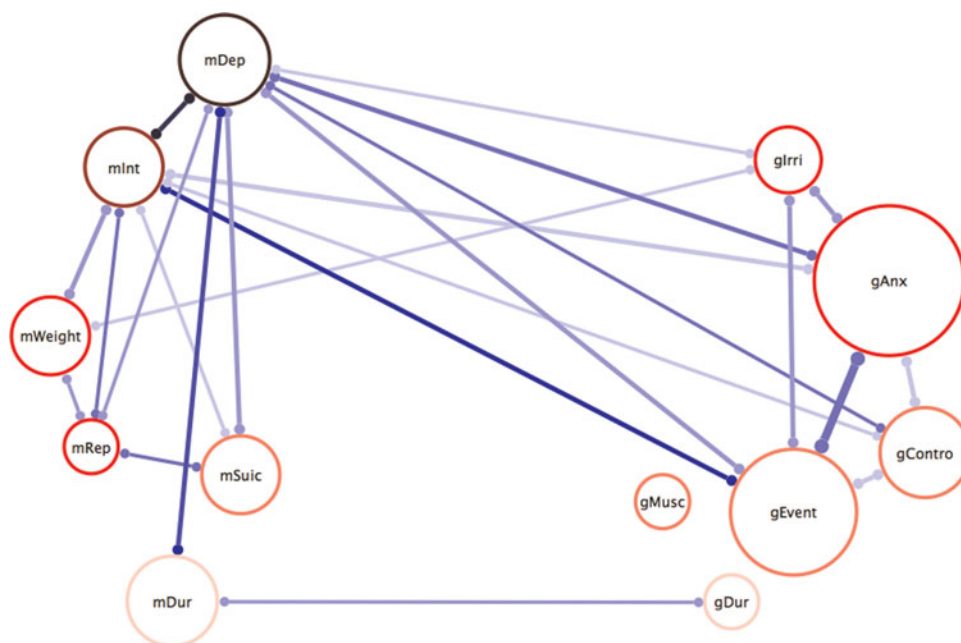 mDep
mInt
gIrri
gAnx
mWeight
mRep
mSuic
gContro
gMusc
gEvent
mDur
gDur